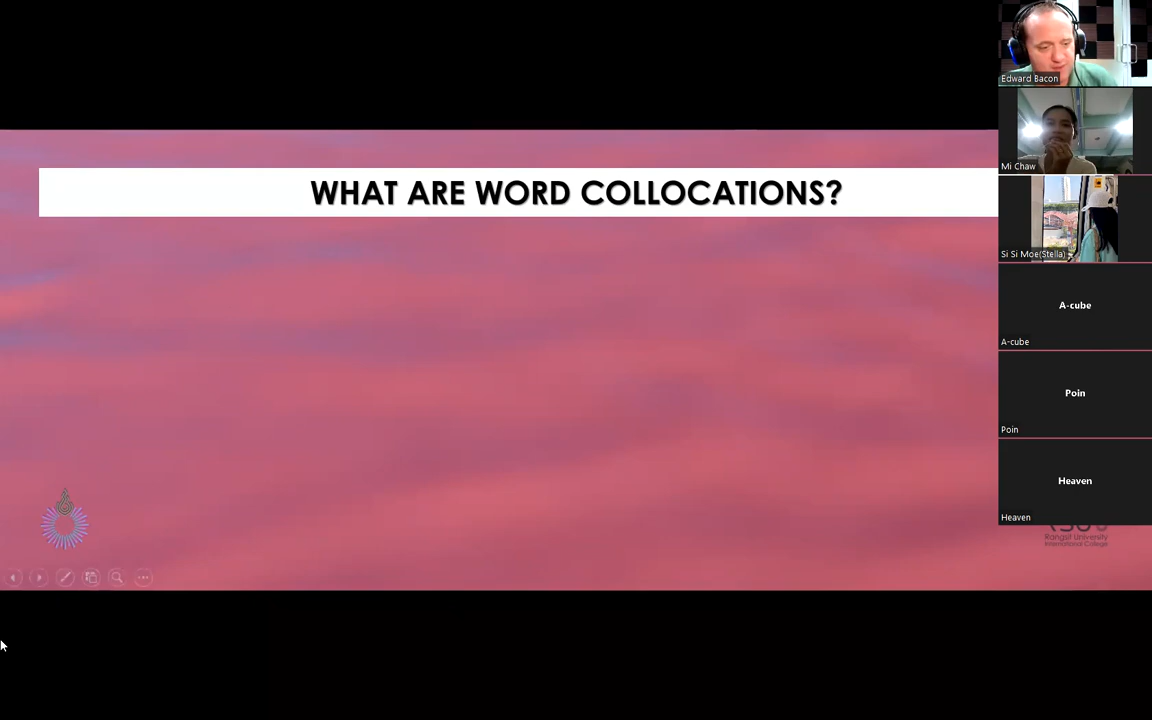 WHAT ARE WORD COLLOCATIONS?
Edward Bacon
Mi Chaw
Si Si Moe(Stella)
A-cube
A-cube
Poin
Poin
Heaven
Heaven
Rangsit University
International College